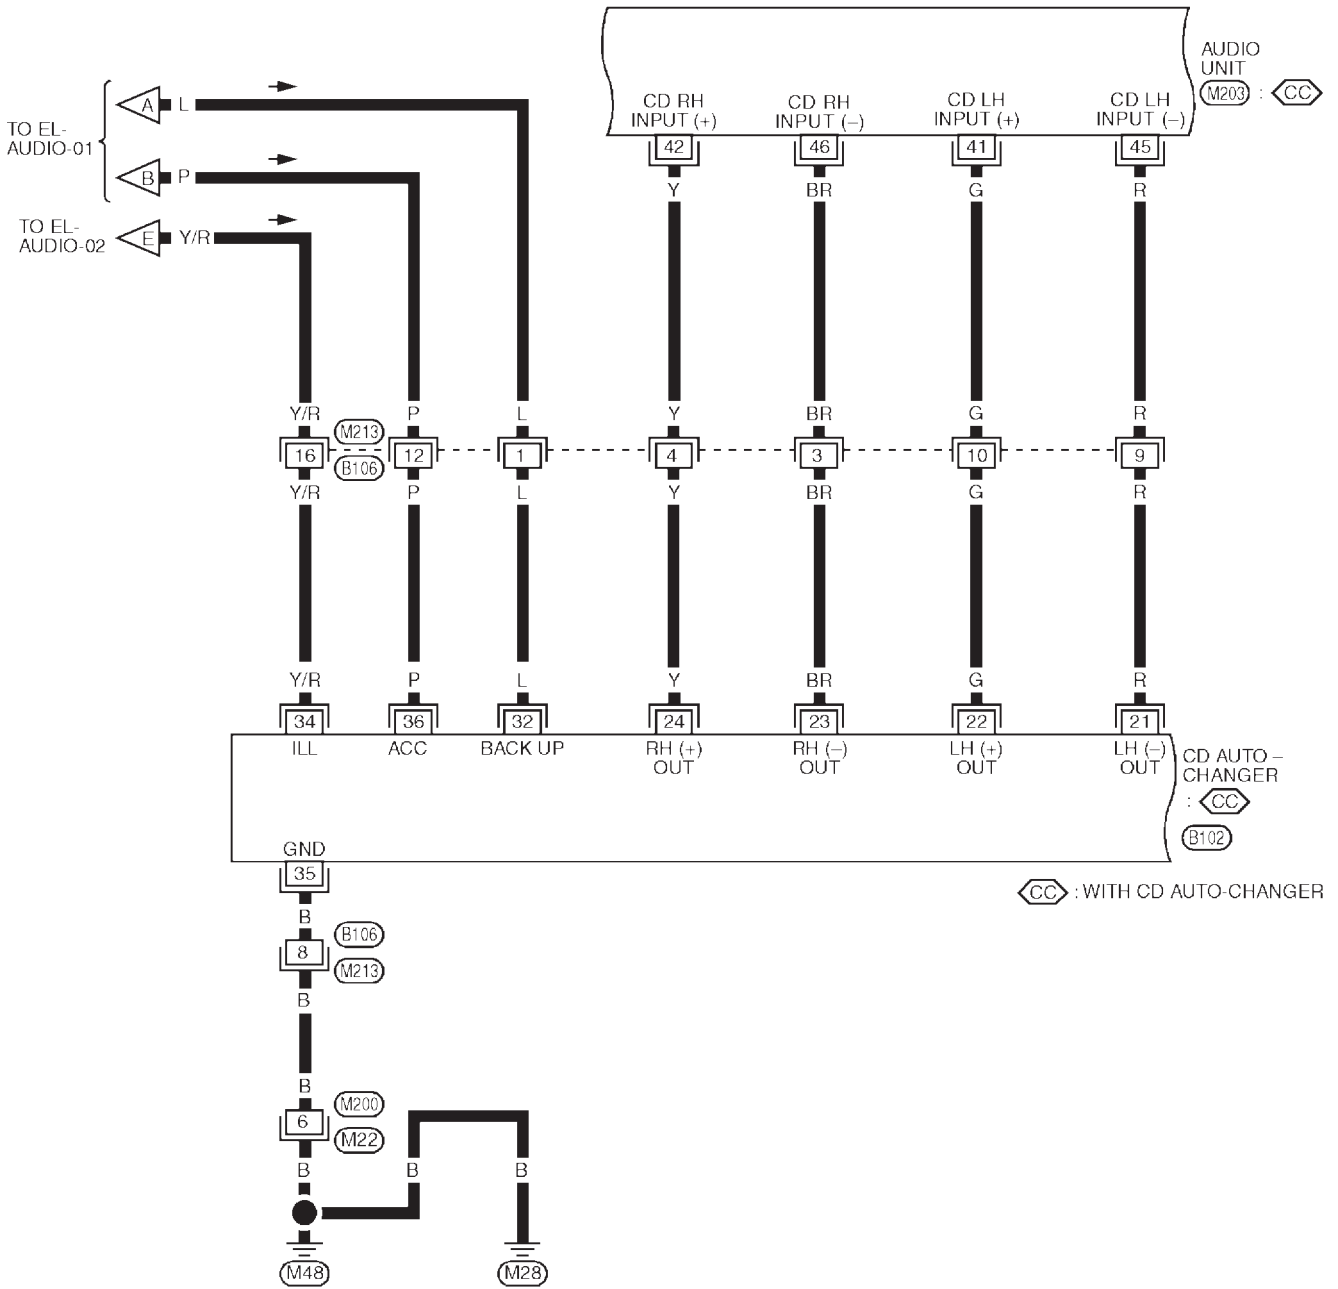 AUDIO
UNIT
M203 : CC
CD RH
INPUT (+)
CD RH
INPUT (–)
CD LH
INPUT (+)
CD LH
INPUT (–)
42
46
41
45
Y
BR
G
R
TO EL-
AUDIO-01
A L
B P
TO EL-
AUDIO-02
E Y/R
Y/R
P
L
Y
BR
G
R
M213
B106
16
12
1
4
3
10
9
Y/R
P
L
Y
BR
G
R
Y/R
P
L
Y
BR
G
R
34
36
32
24
23
22
21
ILL
ACC
BACK UP
RH (+)
OUT
RH (–)
OUT
LH (+)
OUT
LH (–)
OUT
CD AUTO –
CHANGER
: CC
B102
GND
35
CC : WITH CD AUTO-CHANGER
B
B106
8
M213
B
B
M200
6
M22
B
B
B
M48
M28